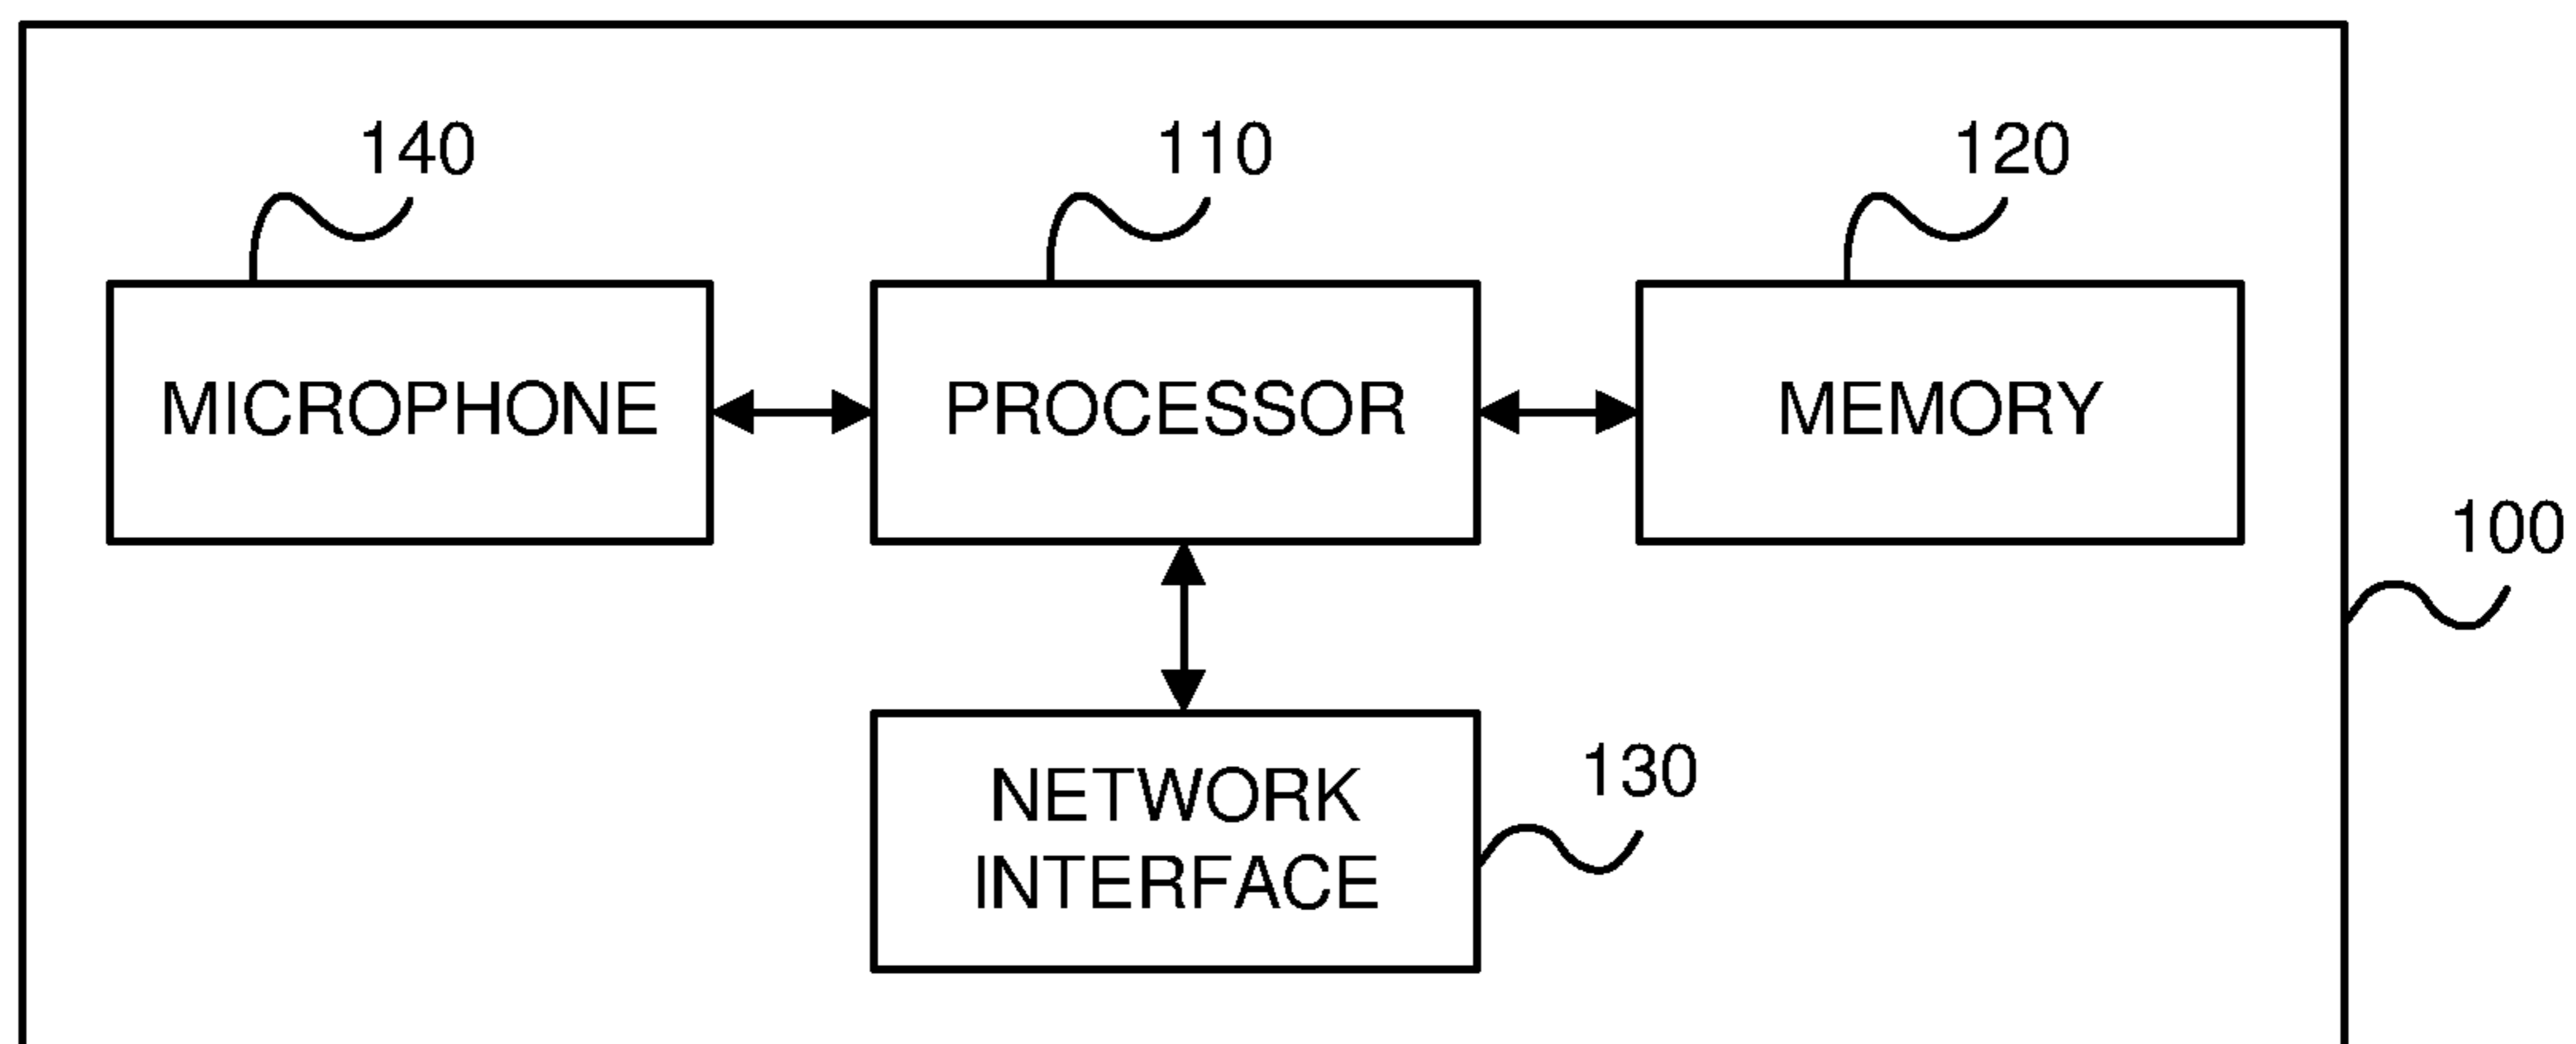 140
110
120
MICROPHONE
PROCESSOR
MEMORY
100
NETWORK
INTERFACE
130